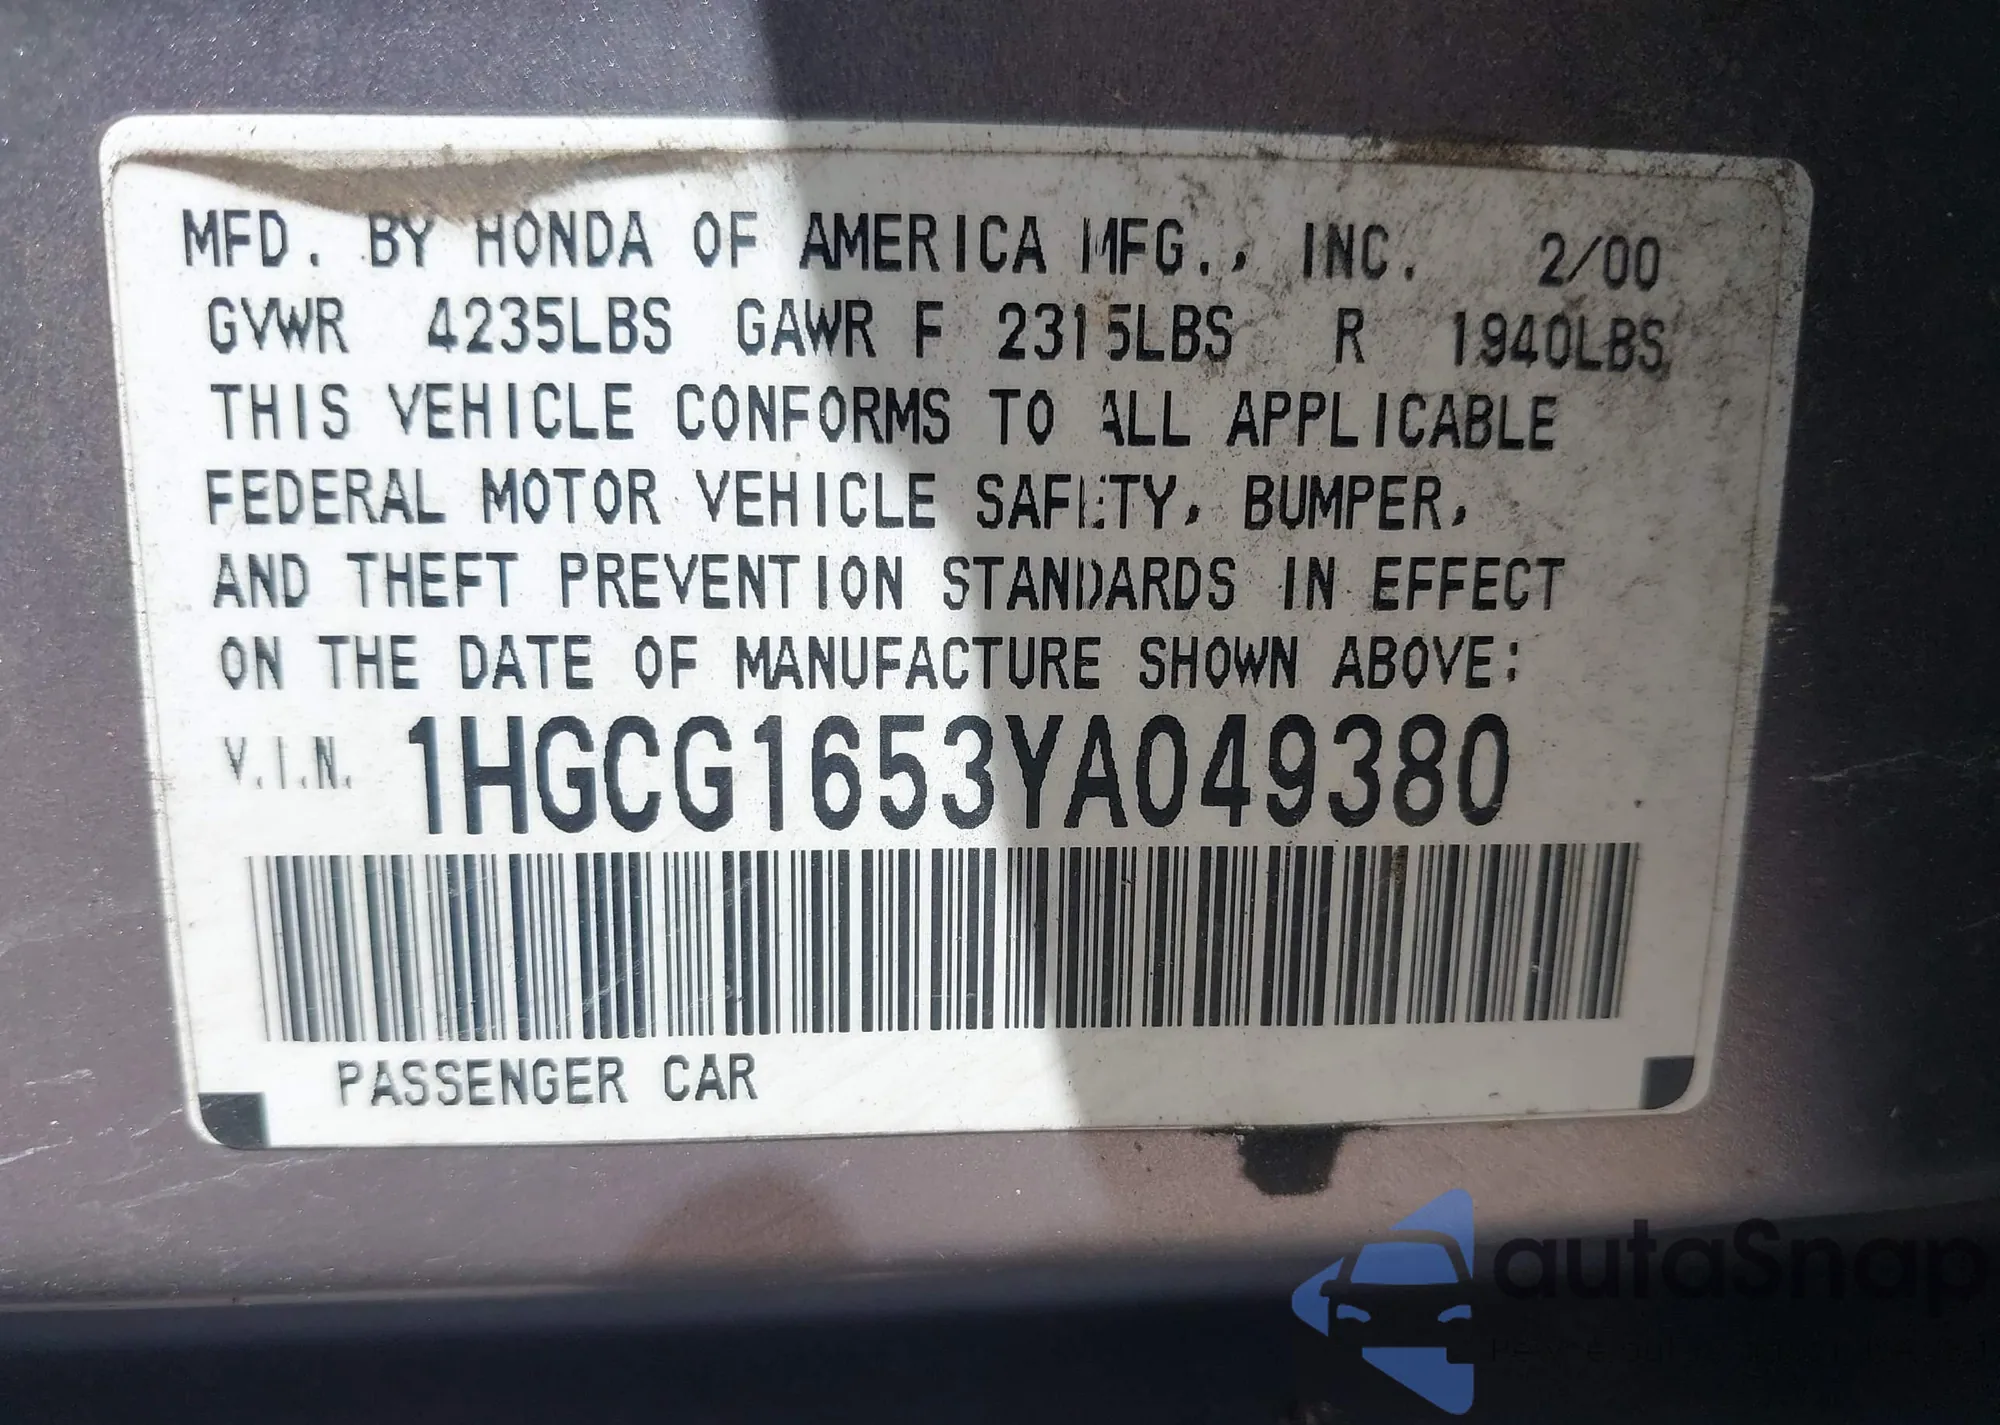 MFD. BY HONDA OF AMERICA MFG., INC. 2/00
GVWR 4235LBS GAWR F 2315LBS R 1940LBS
THIS VEHICLE CONFORMS TO ALL APPLICABLE
FEDERAL MOTOR VEHICLE SAFETY, BUMPER,
AND THEFT PREVENTION STANDARDS IN EFFECT
ON THE DATE OF MANUFACTURE SHOWN ABOVE:
V.I.N. 1HGCG1653YA049380
PASSENGER CAR
autaSnap